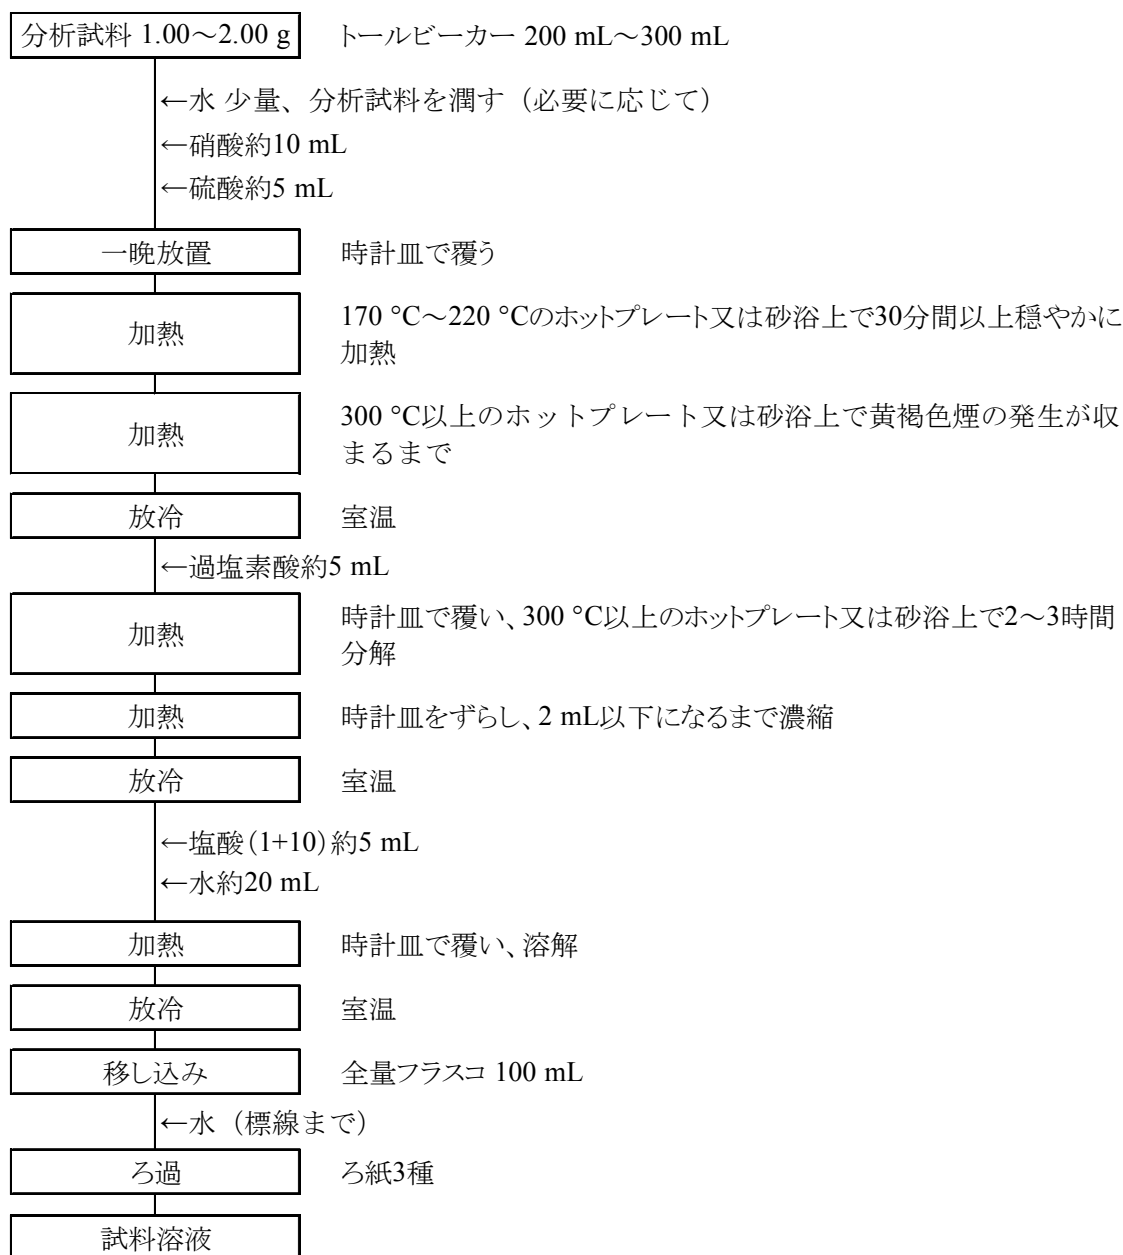 分析試料 1.00～2.00 g トールビーカー 200 mL～300 mL
←水 少量、分析試料を潤す（必要に応じて）
←硝酸約10 mL
←硫酸約5 mL
一晩放置 時計皿で覆う
加熱 170 °C～220 °Cのホットプレート又は砂浴上で30分間以上穏やかに
加熱
加熱 300 °C以上のホットプレート又は砂浴上で黄褐色煙の発生が収
まるまで
放冷 室温
←過塩素酸約5 mL
加熱 時計皿で覆い、300 °C以上のホットプレート又は砂浴上で2～3時間
分解
加熱 時計皿をずらし、2 mL以下になるまで濃縮
放冷 室温
←塩酸（1+10）約5 mL
←水約20 mL
加熱 時計皿で覆い、溶解
放冷 室温
移し込み 全量フラスコ 100 mL
←水（標線まで）
ろ過 ろ紙3種
試料溶液